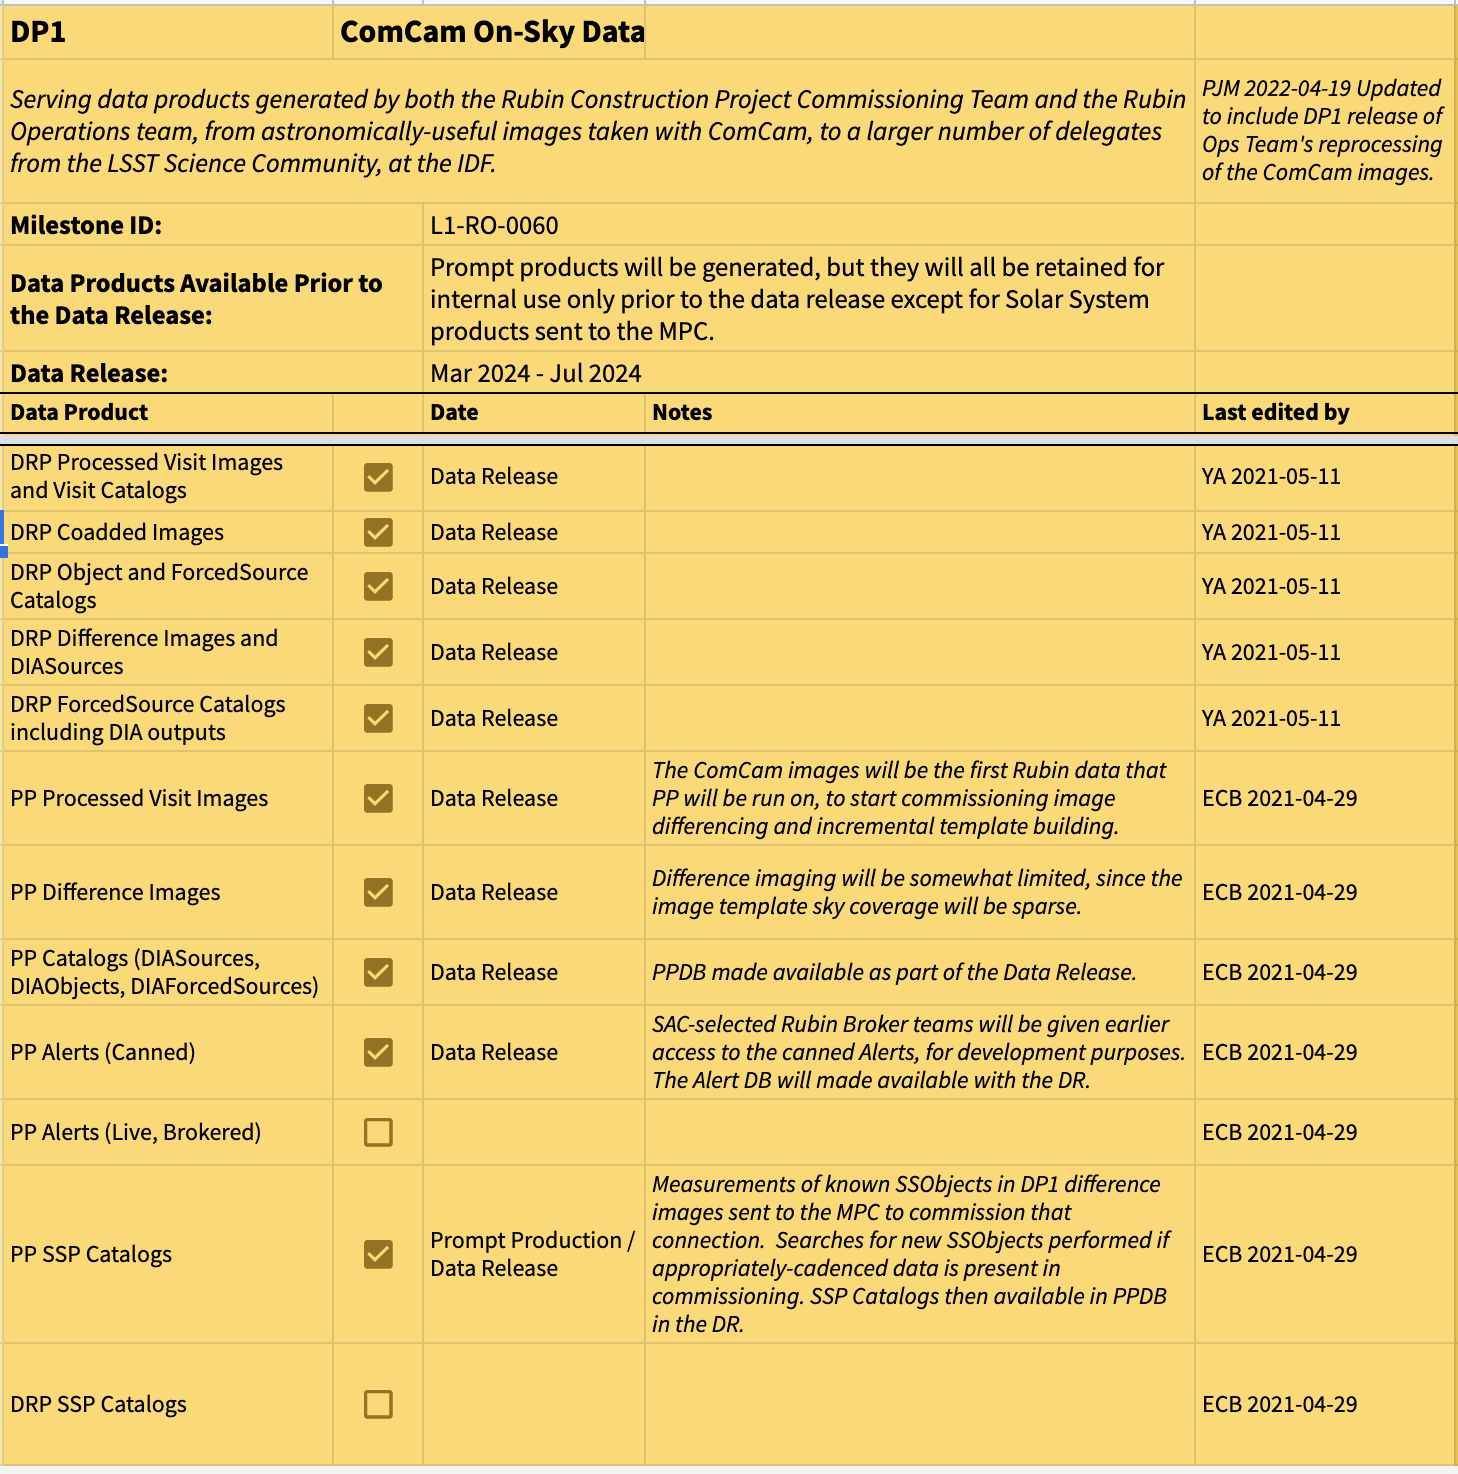 DP1 ComCam On-Sky Data
Serving data products generated by both the Rubin Construction Project Commissioning Team and the Rubin
Operations team, from astronomically-useful images taken with ComCam, to a larger number of delegates
from the LSST Science Community, at the IDF.
PJM 2022-04-19 Updated
to include DP1 release of
Ops Team's reprocessing
of the ComCam images.
Milestone ID: L1-RO-0060
Data Products Available Prior to
the Data Release:
Prompt products will be generated, but they will all be retained for
internal use only prior to the data release except for Solar System
products sent to the MPC.
Data Release: Mar 2024 - Jul 2024
Data Product Date Notes Last edited by
DRP Processed Visit Images
and Visit Catalogs
Data Release
YA 2021-05-11
DRP Coadded Images Data Release YA 2021-05-11
DRP Object and ForcedSource
Catalogs
Data Release
YA 2021-05-11
DRP Difference Images and
DIASources
Data Release
YA 2021-05-11
DRP ForcedSource Catalogs
including DIA outputs
Data Release
YA 2021-05-11
PP Processed Visit Images
Data Release
The ComCam images will be the first Rubin data that
PP will be run on, to start commissioning image
differencing and incremental template building.
ECB 2021-04-29
PP Difference Images
Data Release
Difference imaging will be somewhat limited, since the
image template sky coverage will be sparse.
ECB 2021-04-29
PP Catalogs (DIASources,
DIAObjects, DIAForcedSources)
Data Release
PPDB made available as part of the Data Release.
ECB 2021-04-29
PP Alerts (Canned)
Data Release
SAC-selected Rubin Broker teams will be given earlier
access to the canned Alerts, for development purposes.
The Alert DB will made available with the DR.
ECB 2021-04-29
PP Alerts (Live, Brokered) ECB 2021-04-29
PP SSP Catalogs
Prompt Production /
Data Release
Measurements of known SSObjects in DP1 difference
images sent to the MPC to commission that
connection.  Searches for new SSObjects performed if
appropriately-cadenced data is present in
commissioning. SSP Catalogs then available in PPDB
in the DR.
ECB 2021-04-29
DRP SSP Catalogs ECB 2021-04-29